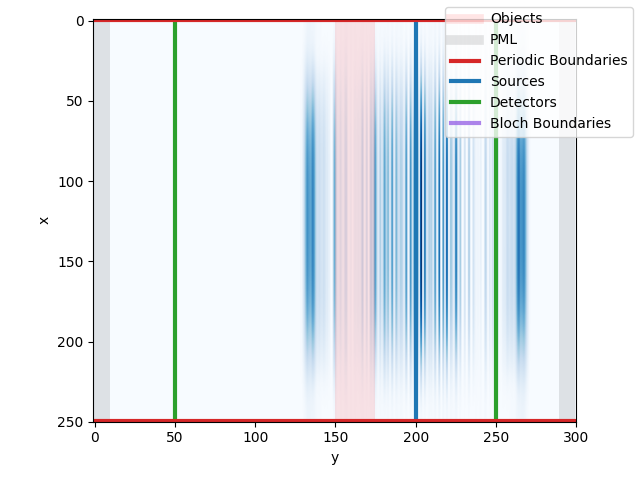 Objects
PML
Periodic Boundaries
Sources
Detectors
Bloch Boundaries
0
50
100
150
200
250
x
0 50 100 150 200 250 300
y